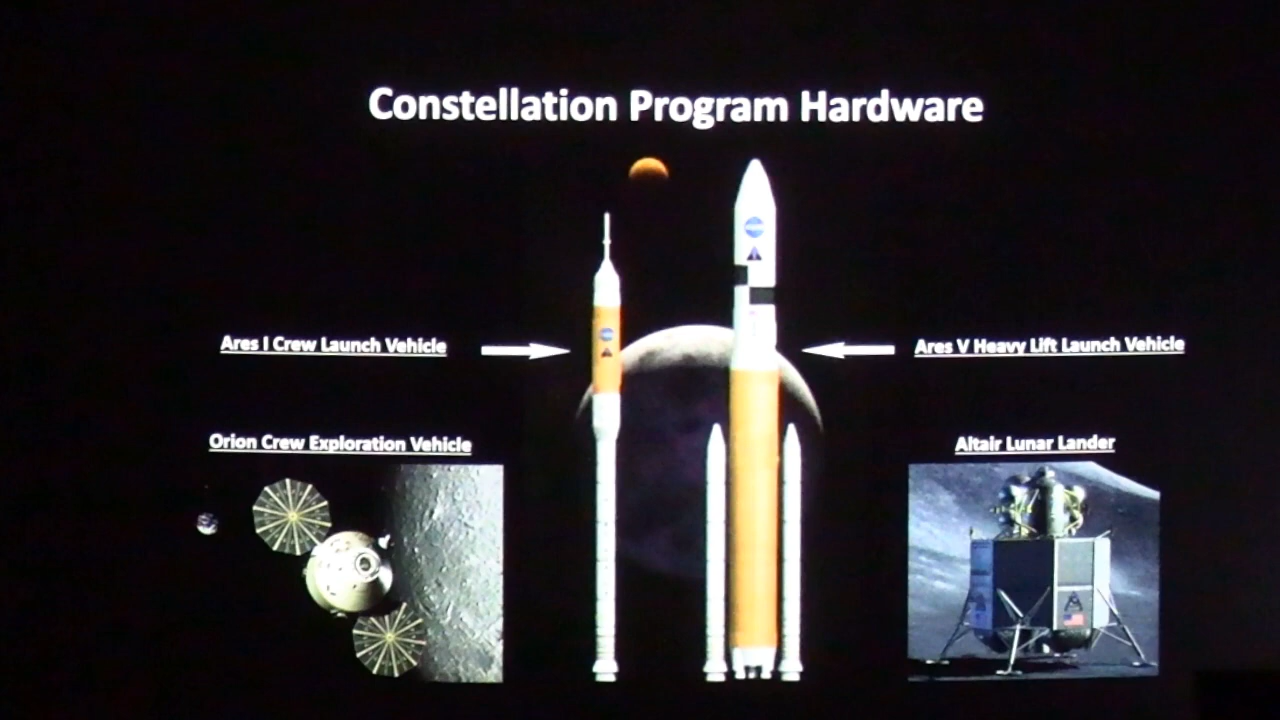 Constellation Program Hardware
Ares I Crew Launch Vehicle
Ares V Heavy Lift Launch Vehicle
Orion Crew Exploration Vehicle
Altair Lunar Lander